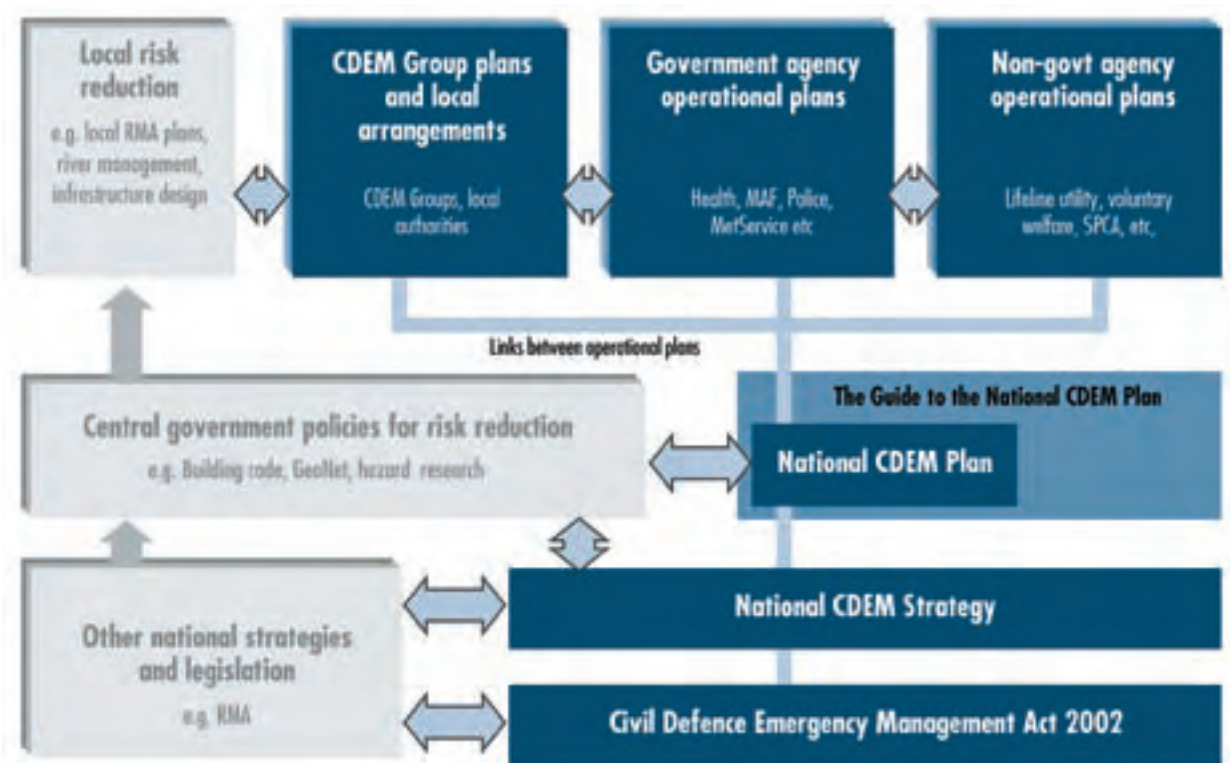 Local risk
reduction
e.g. local RMA plans,
river management,
infrastructure design
CDEM Group plans
and local
arrangements
CDEM Groups, local
authorities
Government agency
operational plans
Health, MAF, Police,
MetService etc
Non-govt agency
operational plans
Lifeline utility, voluntary
welfare, SPCA, etc,
Links between operational plans
Central government policies for risk reduction
e.g. Building code, GeoNet, hazard research
The Guide to the National CDEM Plan
National CDEM Plan
Other national strategies
and legislation
e.g. RMA
National CDEM Strategy
Civil Defence Emergency Management Act 2002